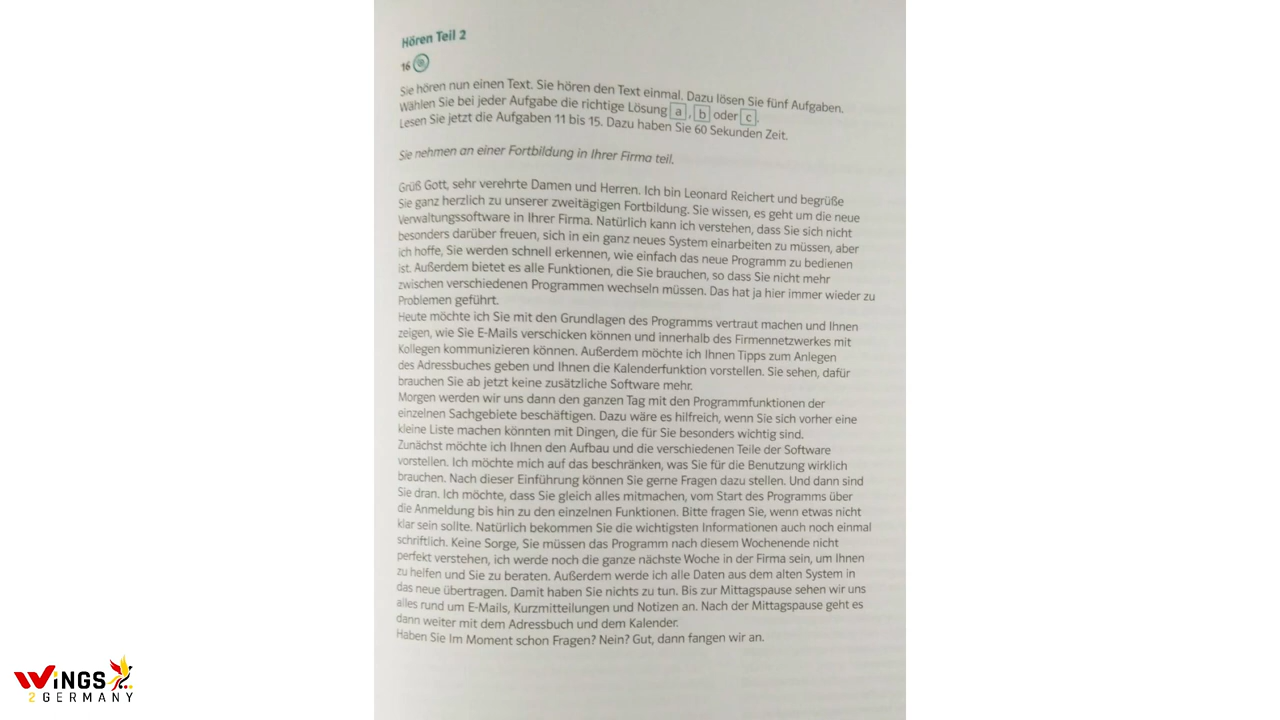 Hören Teil 2
16
Sie hören nun einen Text. Sie hören den Text einmal. Dazu lösen Sie fünf Aufgaben.
Wählen Sie bei jeder Aufgabe die richtige Lösung a, b oder c.
Lesen Sie jetzt die Aufgaben 11 bis 15. Dazu haben Sie 60 Sekunden Zeit.
Sie nehmen an einer Fortbildung in Ihrer Firma teil.
Grüß Gott, sehr verehrte Damen und Herren. Ich bin Leonard Reichert und begrüße
Sie ganz herzlich zu unserer zweitägigen Fortbildung. Sie wissen, es geht um die neue
Verwaltungssoftware in Ihrer Firma. Natürlich kann ich verstehen, dass Sie sich nicht
besonders darüber freuen, sich in ein ganz neues System einarbeiten zu müssen, aber
ich hoffe, Sie werden schnell erkennen, wie einfach das neue Programm zu bedienen
ist. Außerdem bietet es alle Funktionen, die Sie brauchen, so dass Sie nicht mehr
zwischen verschiedenen Programmen wechseln müssen. Das hat ja hier immer wieder zu
Problemen geführt.
Heute möchte ich Sie mit den Grundlagen des Programms vertraut machen und Ihnen
zeigen, wie Sie E-Mails verschicken können und innerhalb des Firmennetzwerkes mit
Kollegen kommunizieren können. Außerdem möchte ich Ihnen Tipps zum Anlegen
des Adressbuches geben und Ihnen die Kalenderfunktion vorstellen. Sie sehen, dafür
brauchen Sie ab jetzt keine zusätzliche Software mehr.
Morgen werden wir uns dann den ganzen Tag mit den Programmfunktionen der
einzelnen Sachgebiete beschäftigen. Dazu wäre es hilfreich, wenn Sie sich vorher eine
kleine Liste machen könnten mit Dingen, die für Sie besonders wichtig sind.
Zunächst möchte ich Ihnen den Aufbau und die verschiedenen Teile der Software
vorstellen. Ich möchte mich auf das beschränken, was Sie für die Benutzung wirklich
brauchen. Nach dieser Einführung können Sie gerne Fragen dazu stellen. Und dann sind
Sie dran. Ich möchte, dass Sie gleich alles mitmachen, vom Start des Programms über
die Anmeldung bis hin zu den einzelnen Funktionen. Bitte fragen Sie, wenn etwas nicht
klar sein sollte. Natürlich bekommen Sie die wichtigsten Informationen auch noch einmal
schriftlich. Keine Sorge, Sie müssen das Programm nach diesem Wochenende nicht
perfekt verstehen, ich werde noch die ganze nächste Woche in der Firma sein, um Ihnen
zu helfen und Sie zu beraten. Außerdem werde ich alle Daten aus dem alten System in
das neue übertragen. Damit haben Sie nichts zu tun. Bis zur Mittagspause sehen wir uns
alles rund um E-Mails, Kurzmitteilungen und Notizen an. Nach der Mittagspause geht es
dann weiter mit dem Adressbuch und dem Kalender.
Haben Sie Im Moment schon Fragen? Nein? Gut, dann fangen wir an.
WiNGS
2 GERMANY